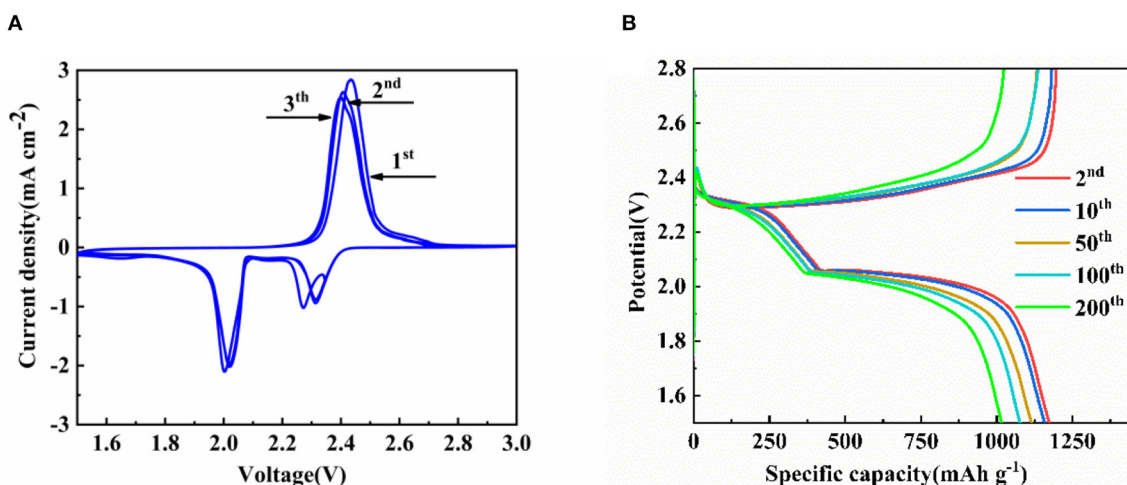 A
Current density(mA cm⁻²)
3
2
1
0
-1
-2
-3
3ᵗʰ
2ⁿᵈ
1ˢᵗ
1.6 1.8 2.0 2.2 2.4 2.6 2.8 3.0
Voltage(V)
B
Potential(V)
2.8
2.6
2.4
2.2
2.0
1.8
1.6
2ⁿᵈ
10ᵗʰ
50ᵗʰ
100ᵗʰ
200ᵗʰ
0 250 500 750 1000 1250
Specific capacity(mAh g⁻¹)